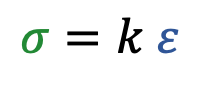 σ = k ε